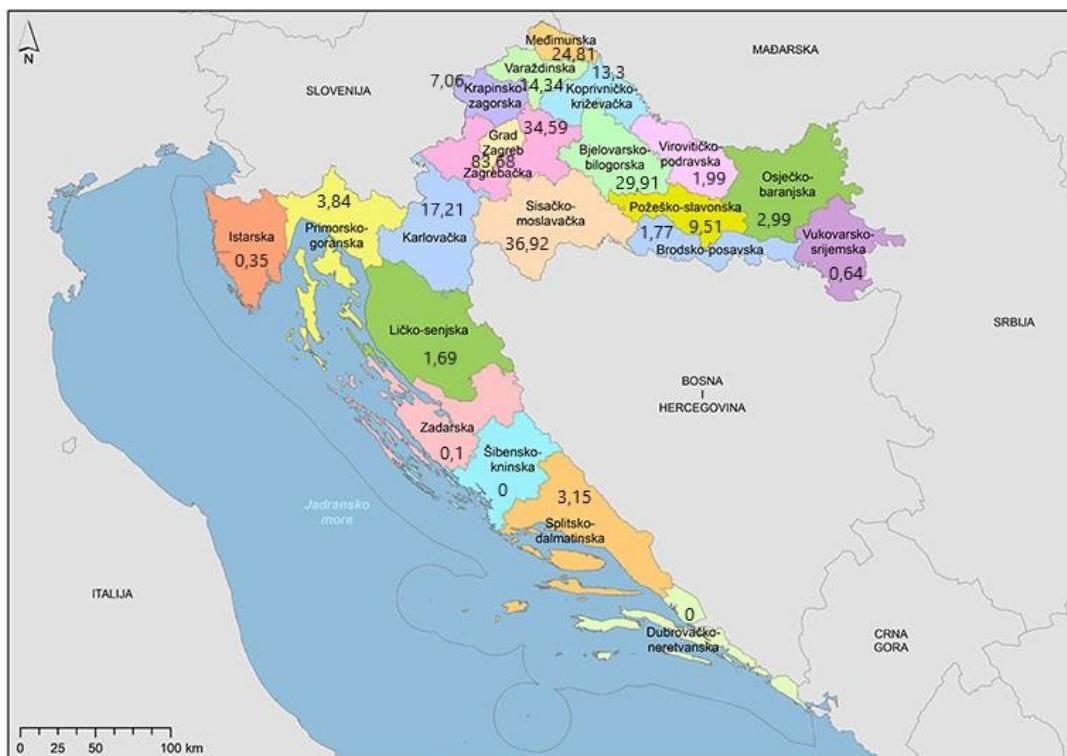 N
SLOVENIJA
MAĐARSKA
Međimurska
24,81
Varaždinska
14,34
7,06
Krapinsko-
zagorska
13,3
Koprivničko-
križevačka
34,59
Grad
Zagreb
83,68
Zagrebačka
Bjelovarsko-
bilogorska
29,91
Virovitičko-
podravska
1,99
Osječko-
baranjska
2,99
Požeško-slavonska
9,51
1,77
Brodsko-posavska
Vukovarsko-
srijemska
0,64
Sisačko-
moslavačka
36,92
17,21
Karlovačka
3,84
Primorsko-
goranska
Istarska
0,35
Ličko-senjska
1,69
Zadarska
0,1
Šibensko-
kninska
0
3,15
Splitsko-
dalmatinska
0
Dubrovačko-
neretvanska
SRBIJA
BOSNA
I
HERCEGOVINA
Jadransko
more
ITALIJA
CRNA
GORA
0 25 50 100 km